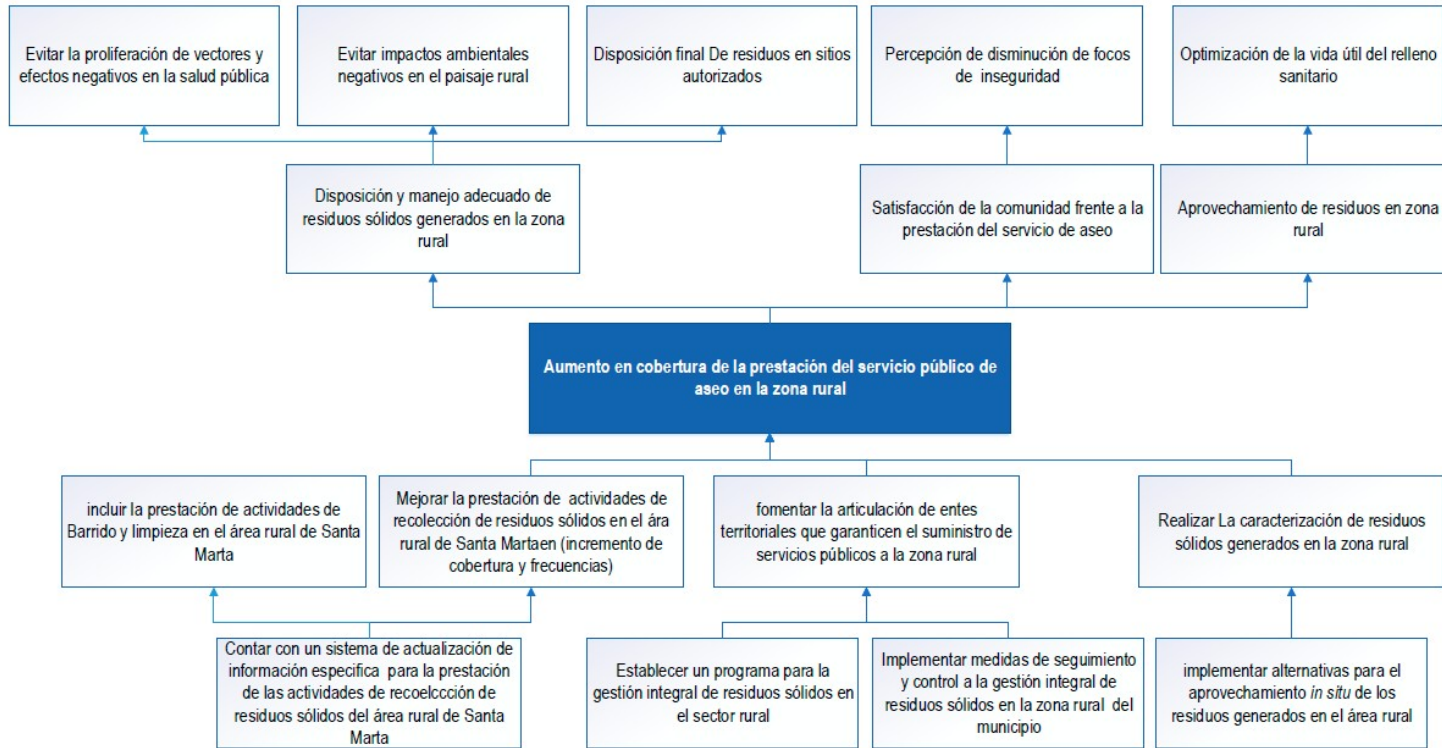 Evitar la proliferación de vectores y
efectos negativos en la salud pública
Evitar impactos ambientales
negativos en el paisaje rural
Disposición final De residuos en sitios
autorizados
Percepción de disminución de focos
de inseguridad
Optimización de la vida útil del relleno
sanitario
Disposición y manejo adecuado de
residuos sólidos generados en la zona
rural
Satisfacción de la comunidad frente a la
prestación del servicio de aseo
Aprovechamiento de residuos en zona
rural
Aumento en cobertura de la prestación del servicio público de
aseo en la zona rural
incluir la prestación de actividades de
Barrido y limpieza en el área rural de Santa
Marta
Mejorar la prestación de actividades de
recolección de residuos sólidos en el ára
rural de Santa Martaen (incremento de
cobertura y frecuencias)
fomentar la articulación de entes
territoriales que garanticen el suministro de
servicios públicos a la zona rural
Realizar La caracterización de residuos
sólidos generados en la zona rural
Contar con un sistema de actualización de
información especifica para la prestación
de las actividades de recoelccción de
residuos sólidos del área rural de Santa
Marta
Establecer un programa para la
gestión integral de residuos sólidos en
el sector rural
Implementar medidas de seguimiento
y control a la gestión integral de
residuos sólidos en la zona rural del
municipio
implementar alternativas para el
aprovechamiento in situ de los
residuos generados en el área rural